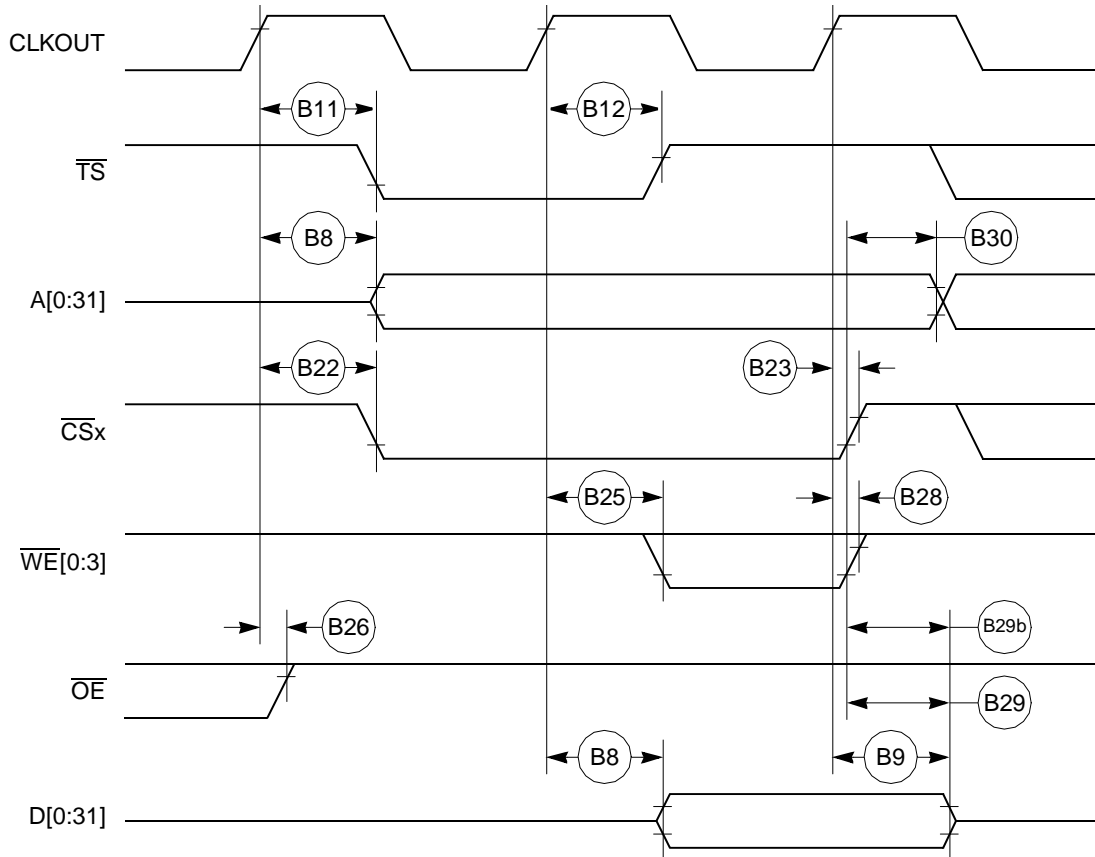 CLKOUT
B11
B12
TS
B8
B30
A[0:31]
B22
B23
CSx
B25
B28
WE[0:3]
B26
B29b
OE
B29
B8
B9
D[0:31]